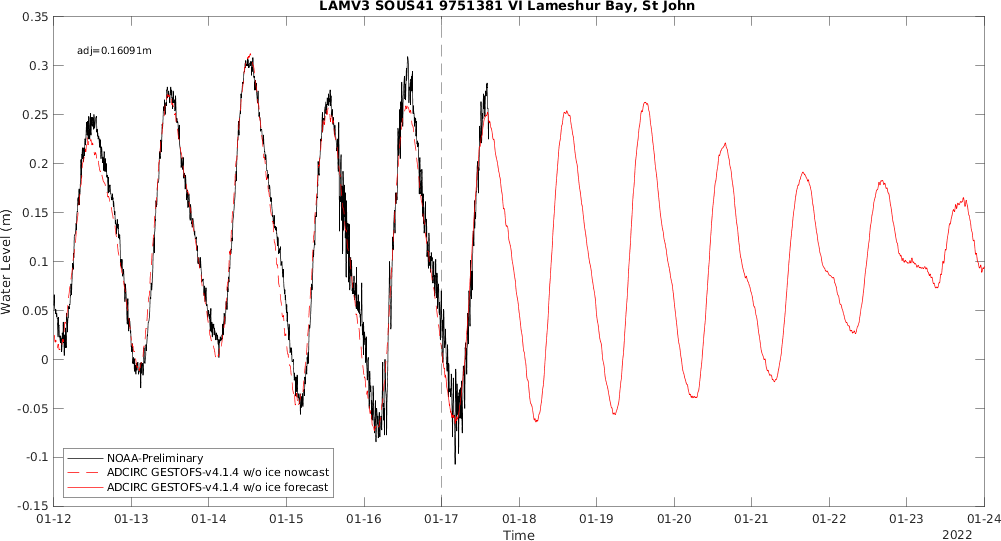 LAMV3 SOUS41 9751381 VI Lameshur Bay, St John
adj=0.16091m
0.35
0.3
0.25
0.2
0.15
0.1
0.05
0
-0.05
-0.1
-0.15
Water Level (m)
NOAA-Preliminary
ADCIRC GESTOFS-v4.1.4 w/o ice nowcast
ADCIRC GESTOFS-v4.1.4 w/o ice forecast
01-12 01-13 01-14 01-15 01-16 01-17 01-18 01-19 01-20 01-21 01-22 01-23 01-24
Time
2022